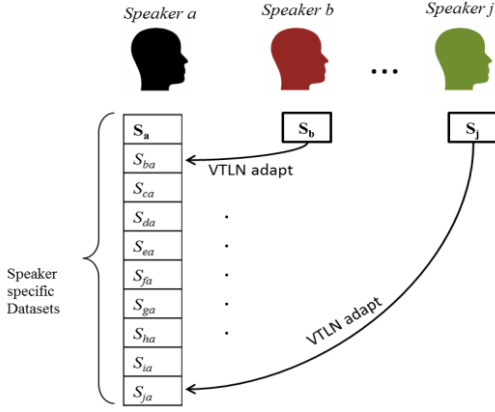 Speaker a Speaker b Speaker j
...
Sa Sb Sj
Sba
VTLN adapt
Sca
Sda
Sea
Speaker
specific
Datasets
Sfa
Sga
Sha
VTLN adapt
Sia
Sja